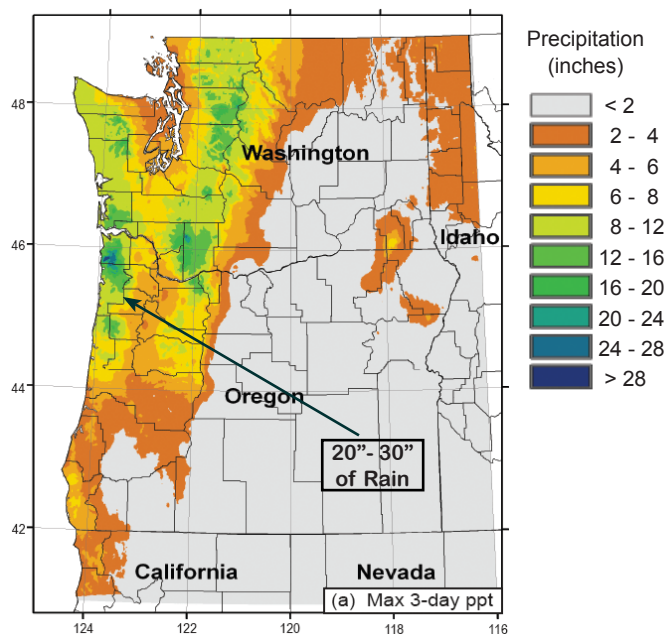 Precipitation
(inches)
< 2
2 - 4
4 - 6
6 - 8
8 - 12
12 - 16
16 - 20
20 - 24
24 - 28
> 28
48
46
44
42
Washington
Idaho
Oregon
20”- 30”
of Rain
California
Nevada
(a) Max 3-day ppt
124
122
120
118
116